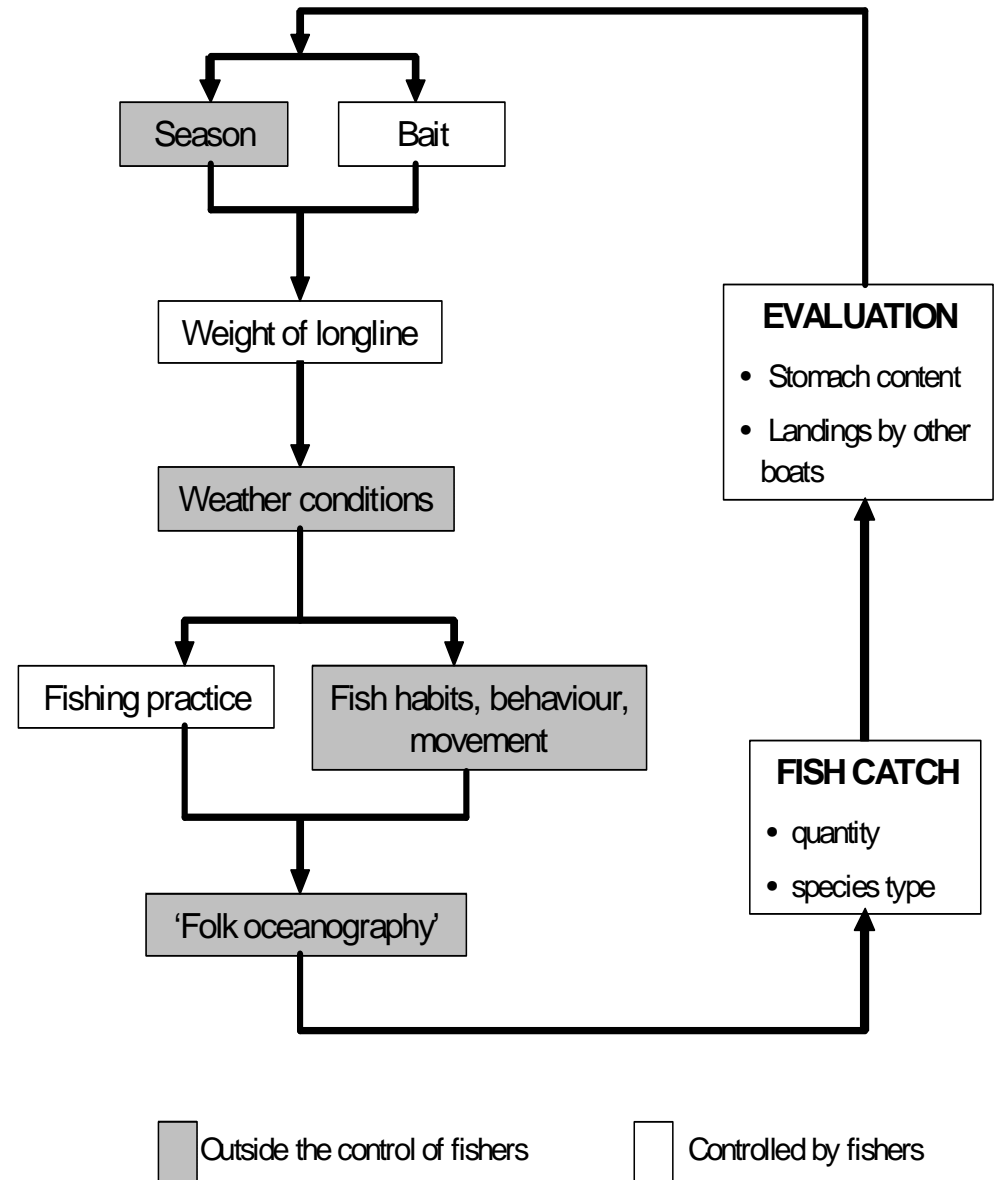 Season
Bait
Weight of longline
Weather conditions
Fishing practice
Fish habits, behaviour,
movement
‘Folk oceanography’
EVALUATION
• Stomach content
• Landings by other
boats
FISH CATCH
• quantity
• species type
Outside the control of fishers
Controlled by fishers